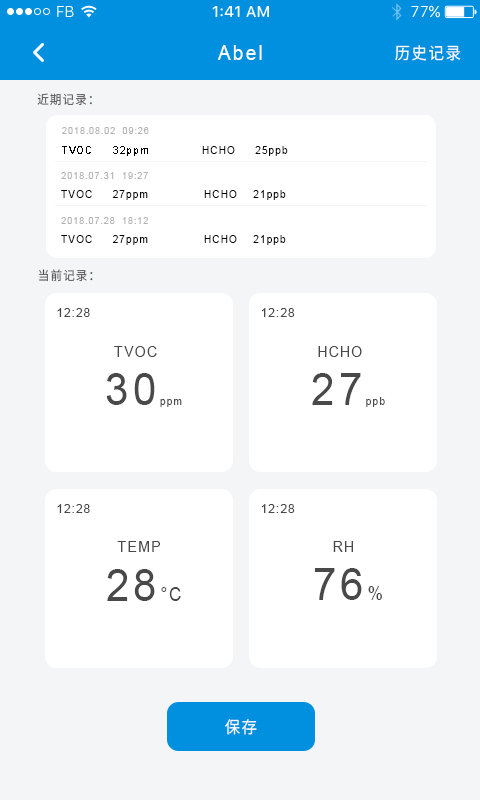 FB 1:41 AM 77%
Abel 历史记录
近期记录：
2018.08.02 09:26
TVOC 32ppm HCHO 25ppb
2018.07.31 19:27
TVOC 27ppm HCHO 21ppb
2018.07.28 18:12
TVOC 27ppm HCHO 21ppb
当前记录：
12:28 12:28
TVOC HCHO
30 ppm 27 ppb
12:28 12:28
TEMP RH
28 °C 76 %
保存